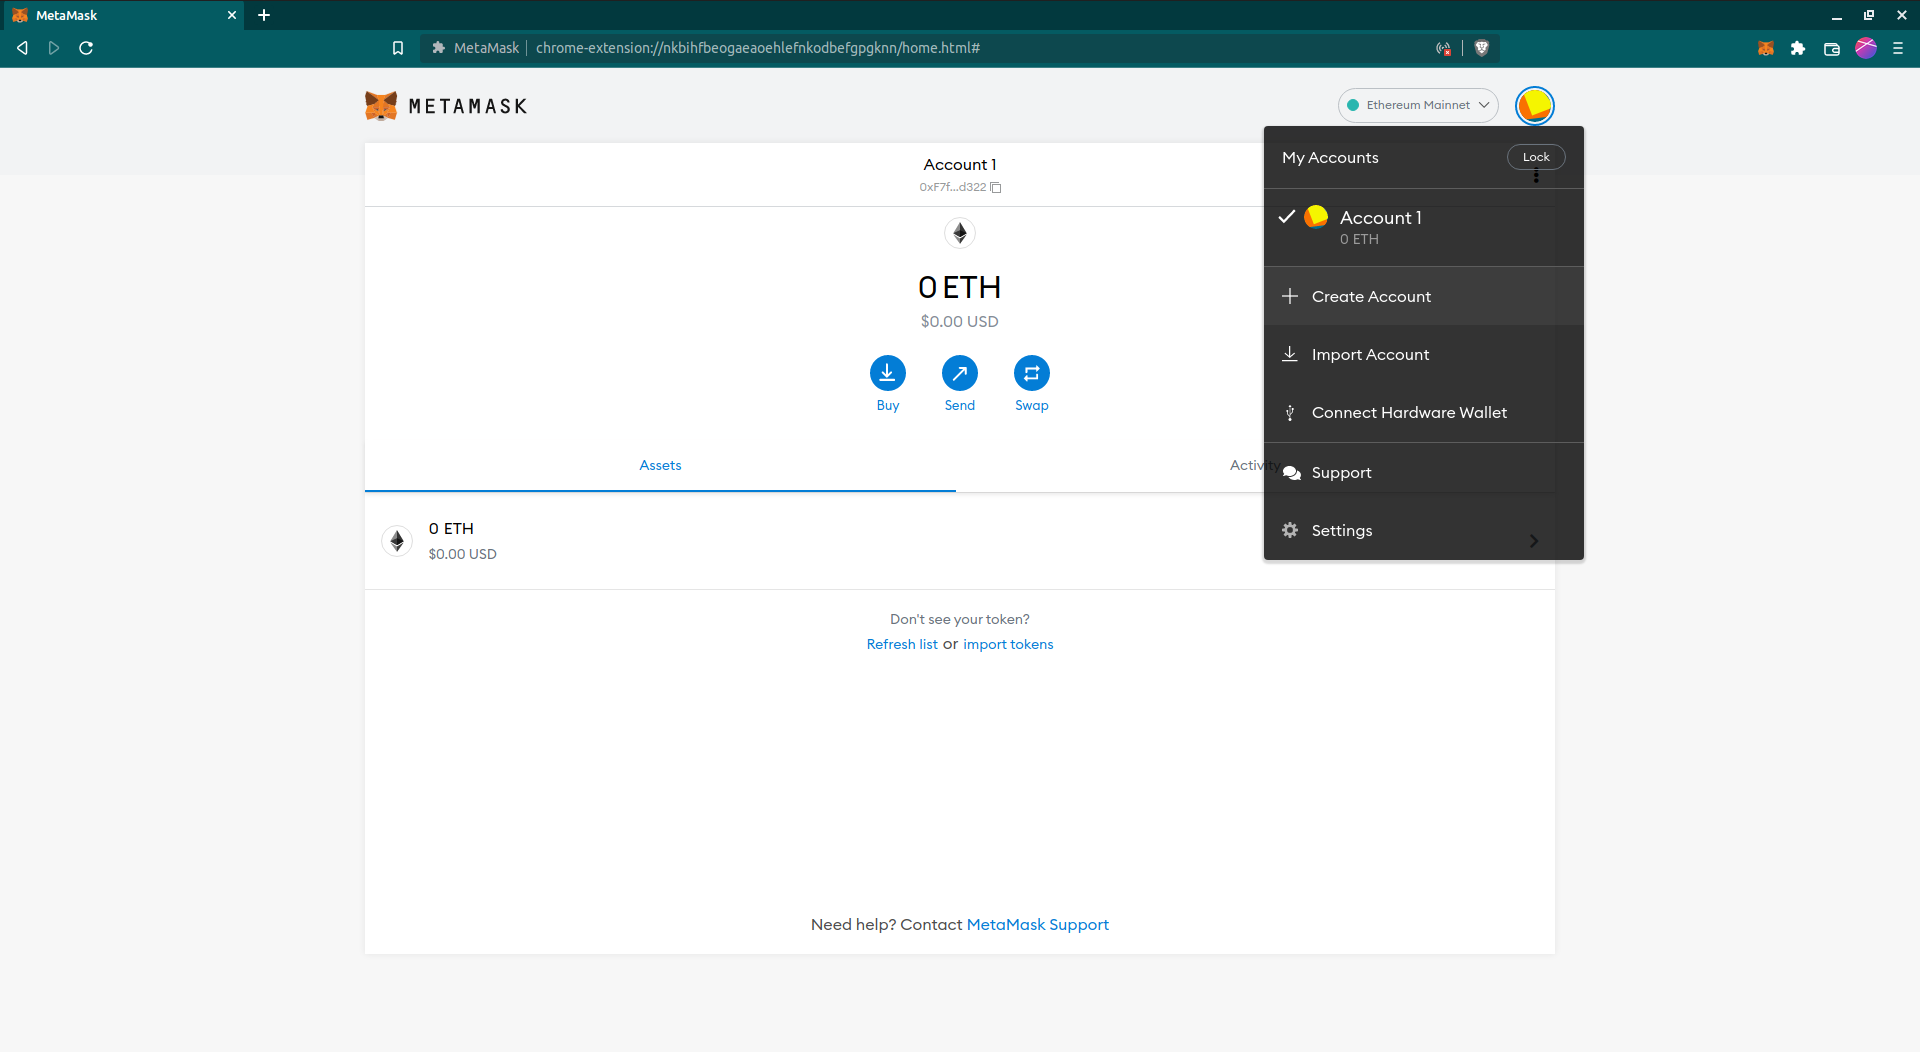 MetaMask
MetaMask chrome-extension://nkbihfbeogaeaoehlefnkodbefgpgknn/home.html#
METAMASK
Ethereum Mainnet
Account 1
0xF7f...d322
0 ETH
$0.00 USD
Buy Send Swap
Assets Activity
0 ETH
$0.00 USD
Don't see your token?
Refresh list or import tokens
Need help? Contact MetaMask Support
My Accounts Lock
Account 1
0 ETH
Create Account
Import Account
Connect Hardware Wallet
Support
Settings